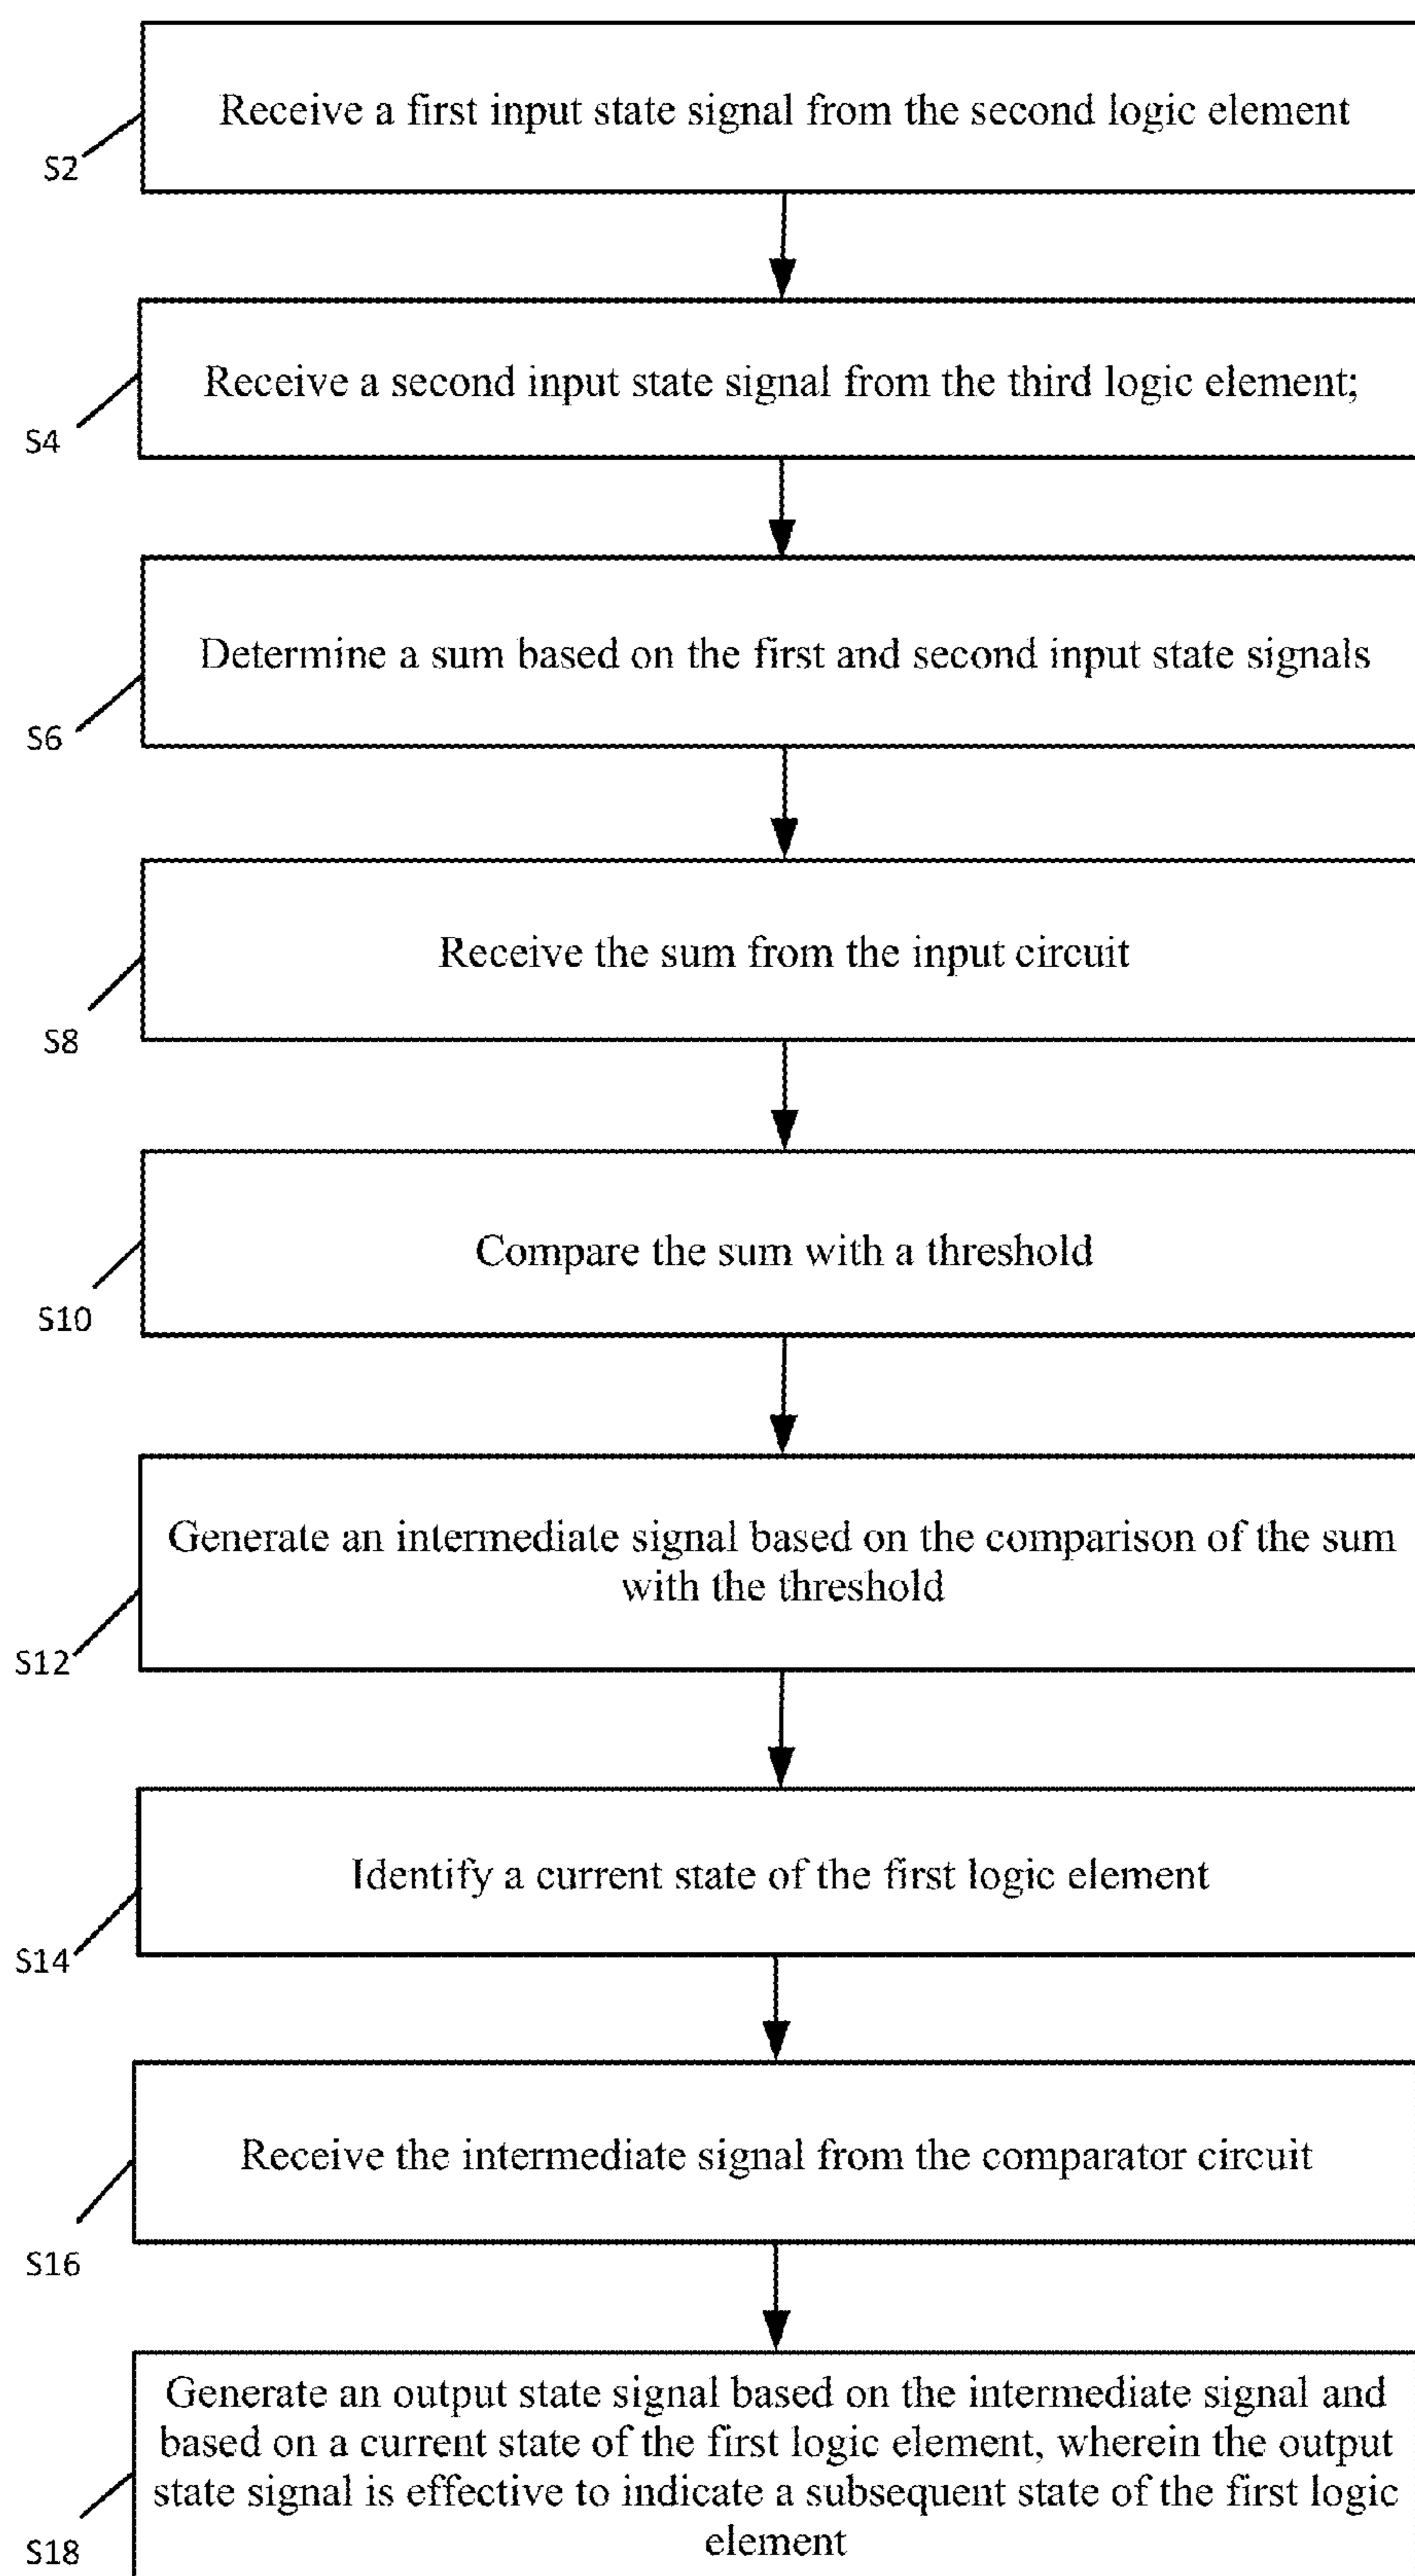 Receive a first input state signal from the second logic element
S2
Receive a second input state signal from the third logic element;
S4
Determine a sum based on the first and second input state signals
S6
Receive the sum from the input circuit
S8
Compare the sum with a threshold
S10
Generate an intermediate signal based on the comparison of the sum
with the threshold
S12
Identify a current state of the first logic element
S14
Receive the intermediate signal from the comparator circuit
S16
Generate an output state signal based on the intermediate signal and
based on a current state of the first logic element, wherein the output
state signal is effective to indicate a subsequent state of the first logic
element
S18